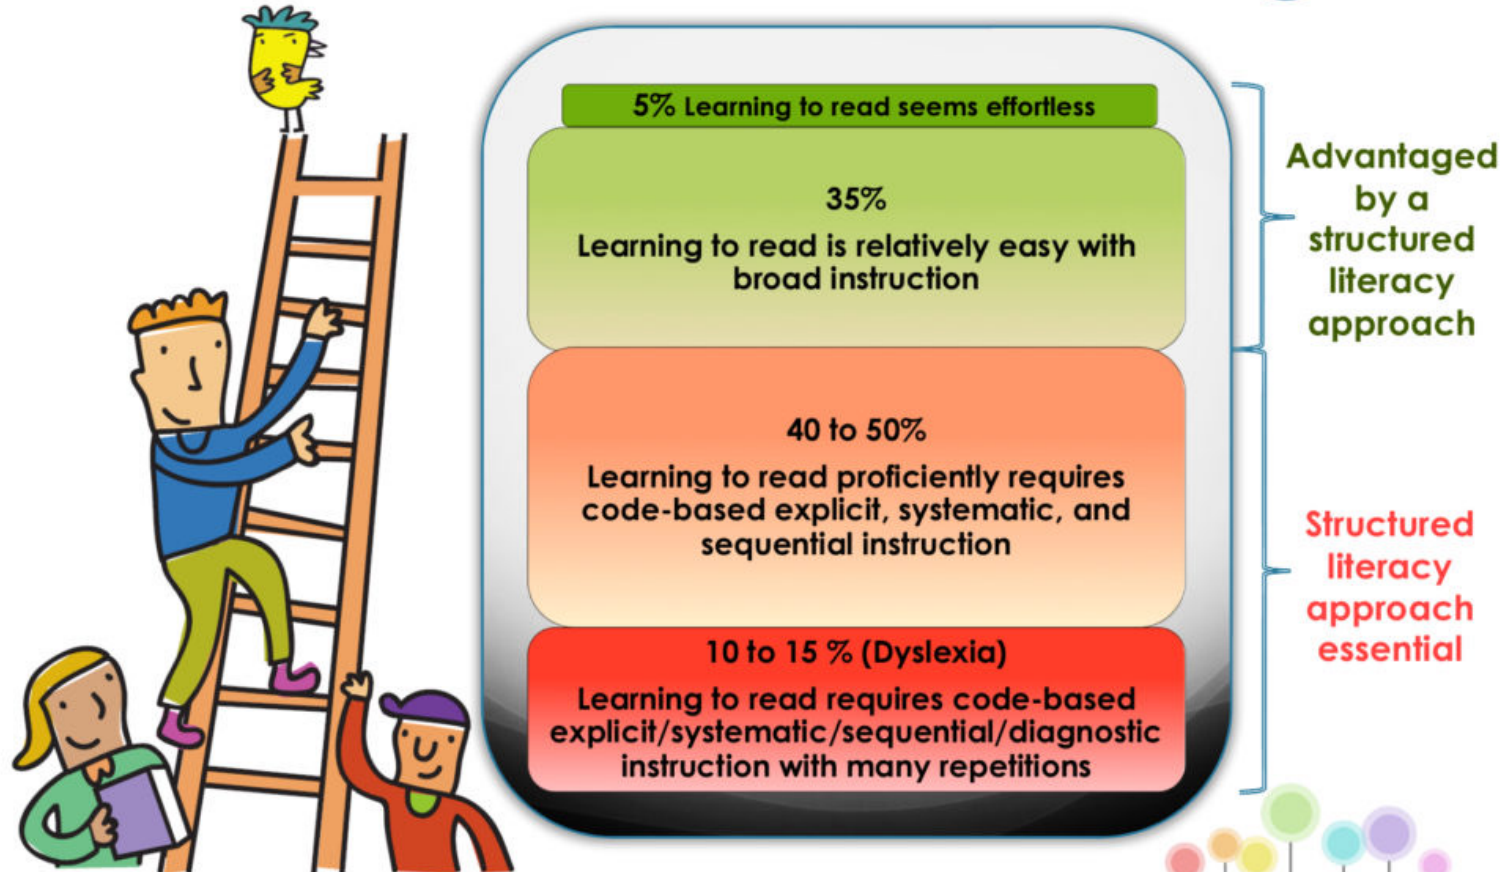 5% Learning to read seems effortless
35%
Learning to read is relatively easy with
broad instruction
40 to 50%
Learning to read proficiently requires
code-based explicit, systematic, and
sequential instruction
10 to 15 % (Dyslexia)
Learning to read requires code-based
explicit/systematic/sequential/diagnostic
instruction with many repetitions
Advantaged
by a
structured
literacy
approach
Structured
literacy
approach
essential